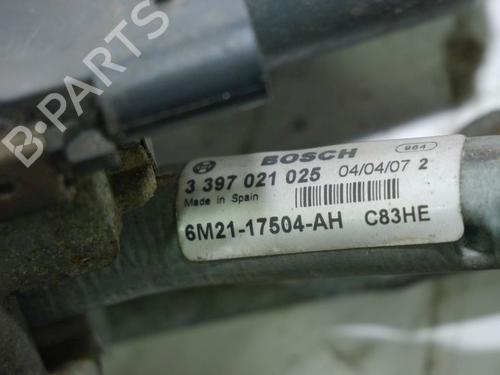 B-PARTS
BOSCH 964
3 397 021 025 04/04/07 2
Made in Spain
6M21-17504-AH C83HE